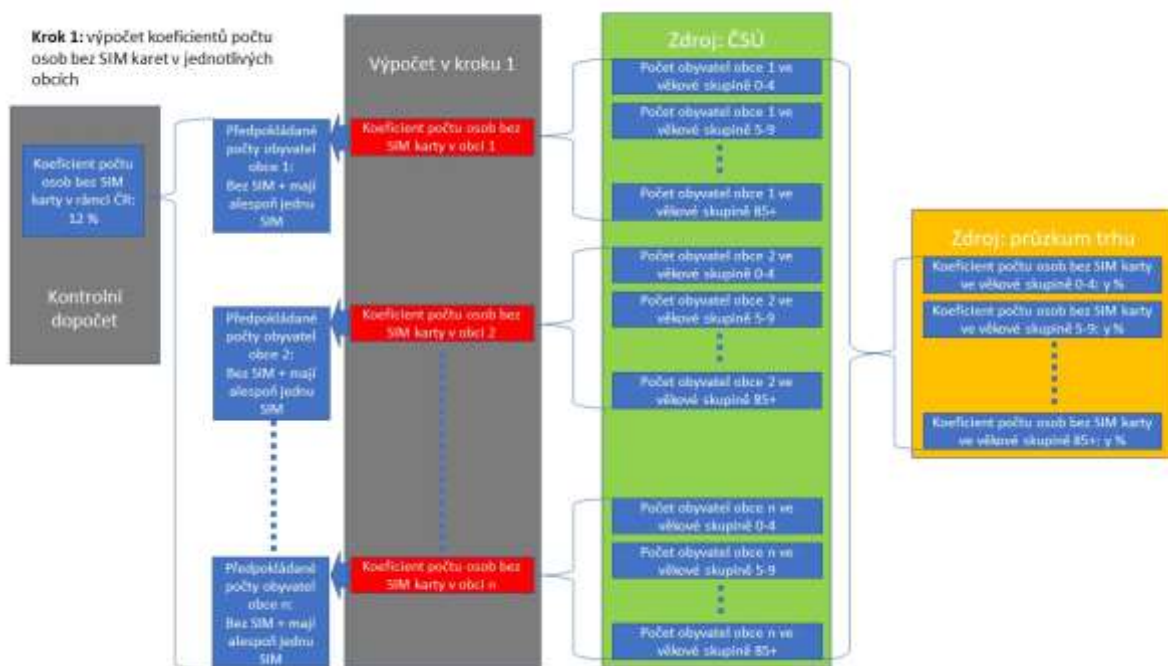 Krok 1: výpočet koeficientů počtu
osob bez SIM karet v jednotlivých
obcích
Koeficient počtu
osob bez SIM
karty v rámci ČR:
12 %
Kontrolní
dopočet
Předpokládané
počty obyvatel
obce 1:
Bez SIM + mají
alespoň jednu
SIM
Předpokládané
počty obyvatel
obce 2:
Bez SIM + mají
alespoň jednu
SIM
Předpokládané
počty obyvatel
obce n:
Bez SIM + mají
alespoň jednu
SIM
Výpočet v kroku 1
Koeficient počtu osob bez
SIM karty v obci 1
Koeficient počtu osob bez
SIM karty v obci 2
Koeficient počtu osob bez
SIM karty v obci n
Zdroj: ČSÚ
Počet obyvatel obce 1 ve
věkové skupině 0-4
Počet obyvatel obce 1 ve
věkové skupině 5-9
Počet obyvatel obce 1 ve
věkové skupině 85+
Počet obyvatel obce 2 ve
věkové skupině 0-4
Počet obyvatel obce 2 ve
věkové skupině 5-9
Počet obyvatel obce 2 ve
věkové skupině 85+
Počet obyvatel obce n ve
věkové skupině 0-4
Počet obyvatel obce n ve
věkové skupině 5-9
Počet obyvatel obce n ve
věkové skupině 85+
Zdroj: průzkum trhu
Koeficient počtu osob bez SIM karty
ve věkové skupině 0-4: y %
Koeficient počtu osob bez SIM karty
ve věkové skupině 5-9: y %
Koeficient počtu osob bez SIM karty
ve věkové skupině 85+: y %